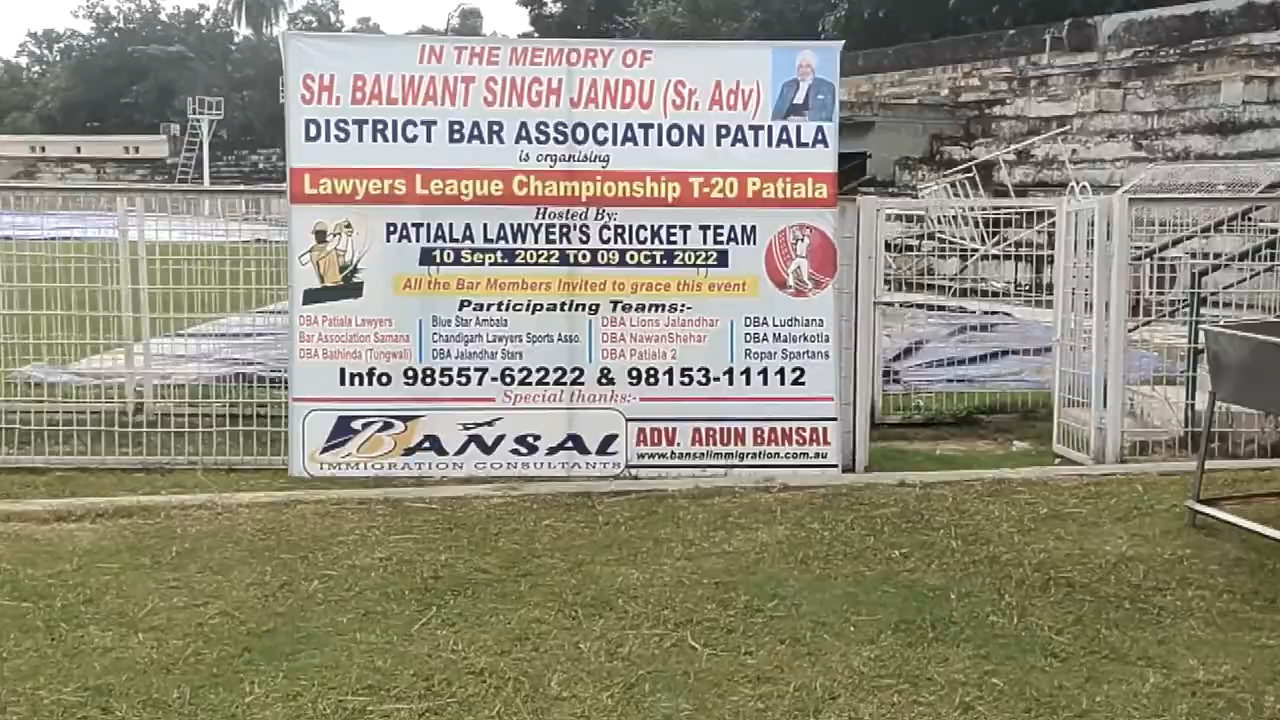 IN THE MEMORY OF
SH. BALWANT SINGH JANDU (Sr. Adv)
DISTRICT BAR ASSOCIATION PATIALA
is organising
Lawyers League Championship T-20 Patiala
Hosted By:
PATIALA LAWYER'S CRICKET TEAM
10 Sept. 2022 TO 09 OCT. 2022
All the Bar Members Invited to grace this event
Participating Teams:-
DBA Patiala Lawyers Blue Star Ambala DBA Lions Jalandhar DBA Ludhiana
Bar Association Samana Chandigarh Lawyers Sports Asso. DBA NawanShehar DBA Malerkotla
DBA Bathinda (Tungwali) DBA Jalandhar Stars DBA Patiala 2 Ropar Spartans
Info 98557-62222 & 98153-11112
Special thanks:-
BANSAL ADV. ARUN BANSAL
IMMIGRATION CONSULTANTS www.bansalimmigration.com.au